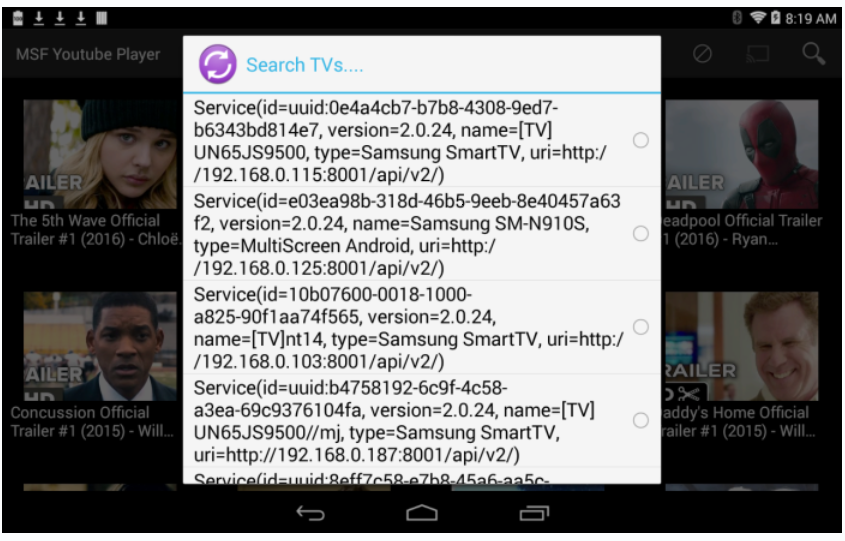 8:19 AM
MSF Youtube Player
Search TVs....
Service(id=uuid:0e4a4cb7-b7b8-4308-9ed7-
b6343bd814e7, version=2.0.24, name=[TV]
UN65JS9500, type=Samsung SmartTV, uri=http:/
/192.168.0.115:8001/api/v2/)
Service(id=e03ea98b-318d-46b5-9eeb-8e40457a63
f2, version=2.0.24, name=Samsung SM-N910S,
type=MultiScreen Android, uri=http:/
/192.168.0.125:8001/api/v2/)
Service(id=10b07600-0018-1000-
a825-90f1aa74f565, version=2.0.24,
name=[TV]nt14, type=Samsung SmartTV, uri=http:/
/192.168.0.103:8001/api/v2/)
Service(id=uuid:b4758192-6c9f-4c58-
a3ea-69c9376104fa, version=2.0.24, name=[TV]
UN65JS9500//mj, type=Samsung SmartTV,
uri=http://192.168.0.187:8001/api/v2/)
Service(id=uuid:8eff7c58-e7b8-45a6-aa5c-
AILER
HD
The 5th Wave Official
Trailer #1 (2016) - Chloë
AILER
HD
eadpool Official Trailer
1 (2016) - Ryan...
AILER
HD
Concussion Official
Trailer #1 (2015) - Will...
RAILER
addy's Home Official
railer #1 (2015) - Will...